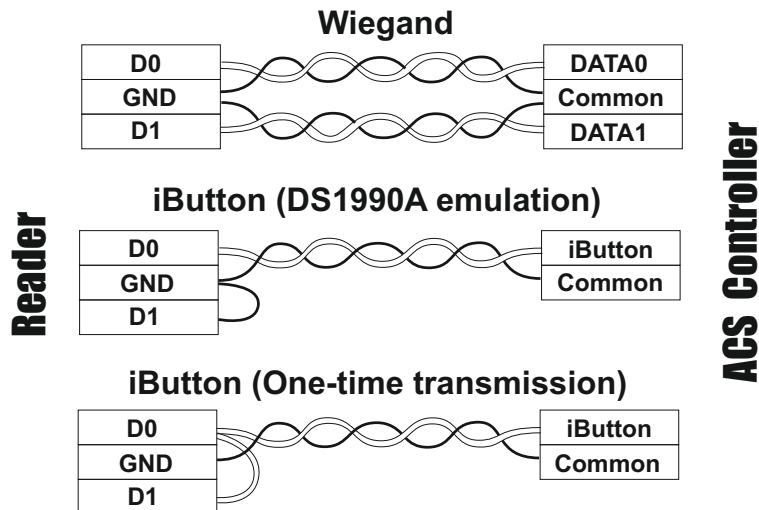 Wiegand
D0 DATA0
GND Common
D1 DATA1
Reader
ACS Controller
iButton (DS1990A emulation)
D0 iButton
GND Common
D1
iButton (One-time transmission)
D0 iButton
GND Common
D1